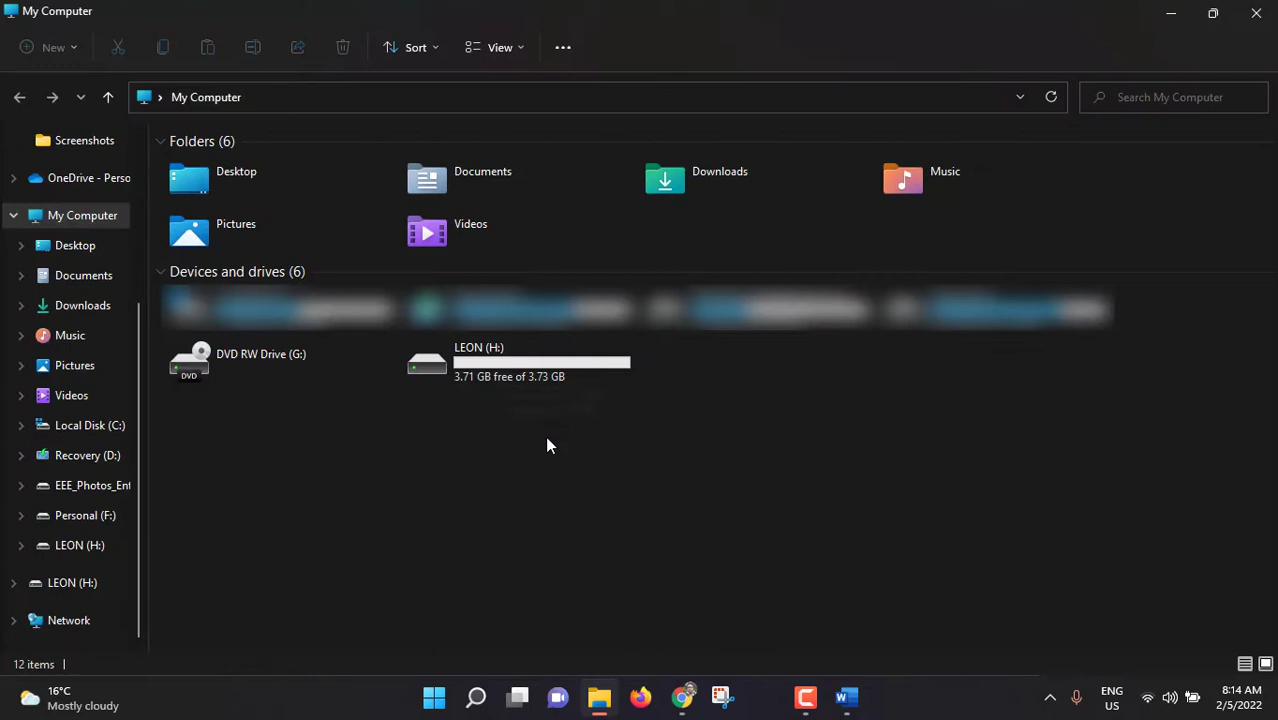 My Computer
New
Sort
View
My Computer
Search My Computer
Screenshots
OneDrive - Perso
My Computer
Desktop
Documents
Downloads
Music
Pictures
Videos
Local Disk (C:)
Recovery (D:)
EEE_Photos_Ent
Personal (F:)
LEON (H:)
LEON (H:)
Network
Folders (6)
Desktop
Documents
Downloads
Music
Pictures
Videos
Devices and drives (6)
DVD RW Drive (G:)
DVD
LEON (H:)
3.71 GB free of 3.73 GB
12 items
16°C
Mostly cloudy
ENG
US
8:14 AM
2/5/2022